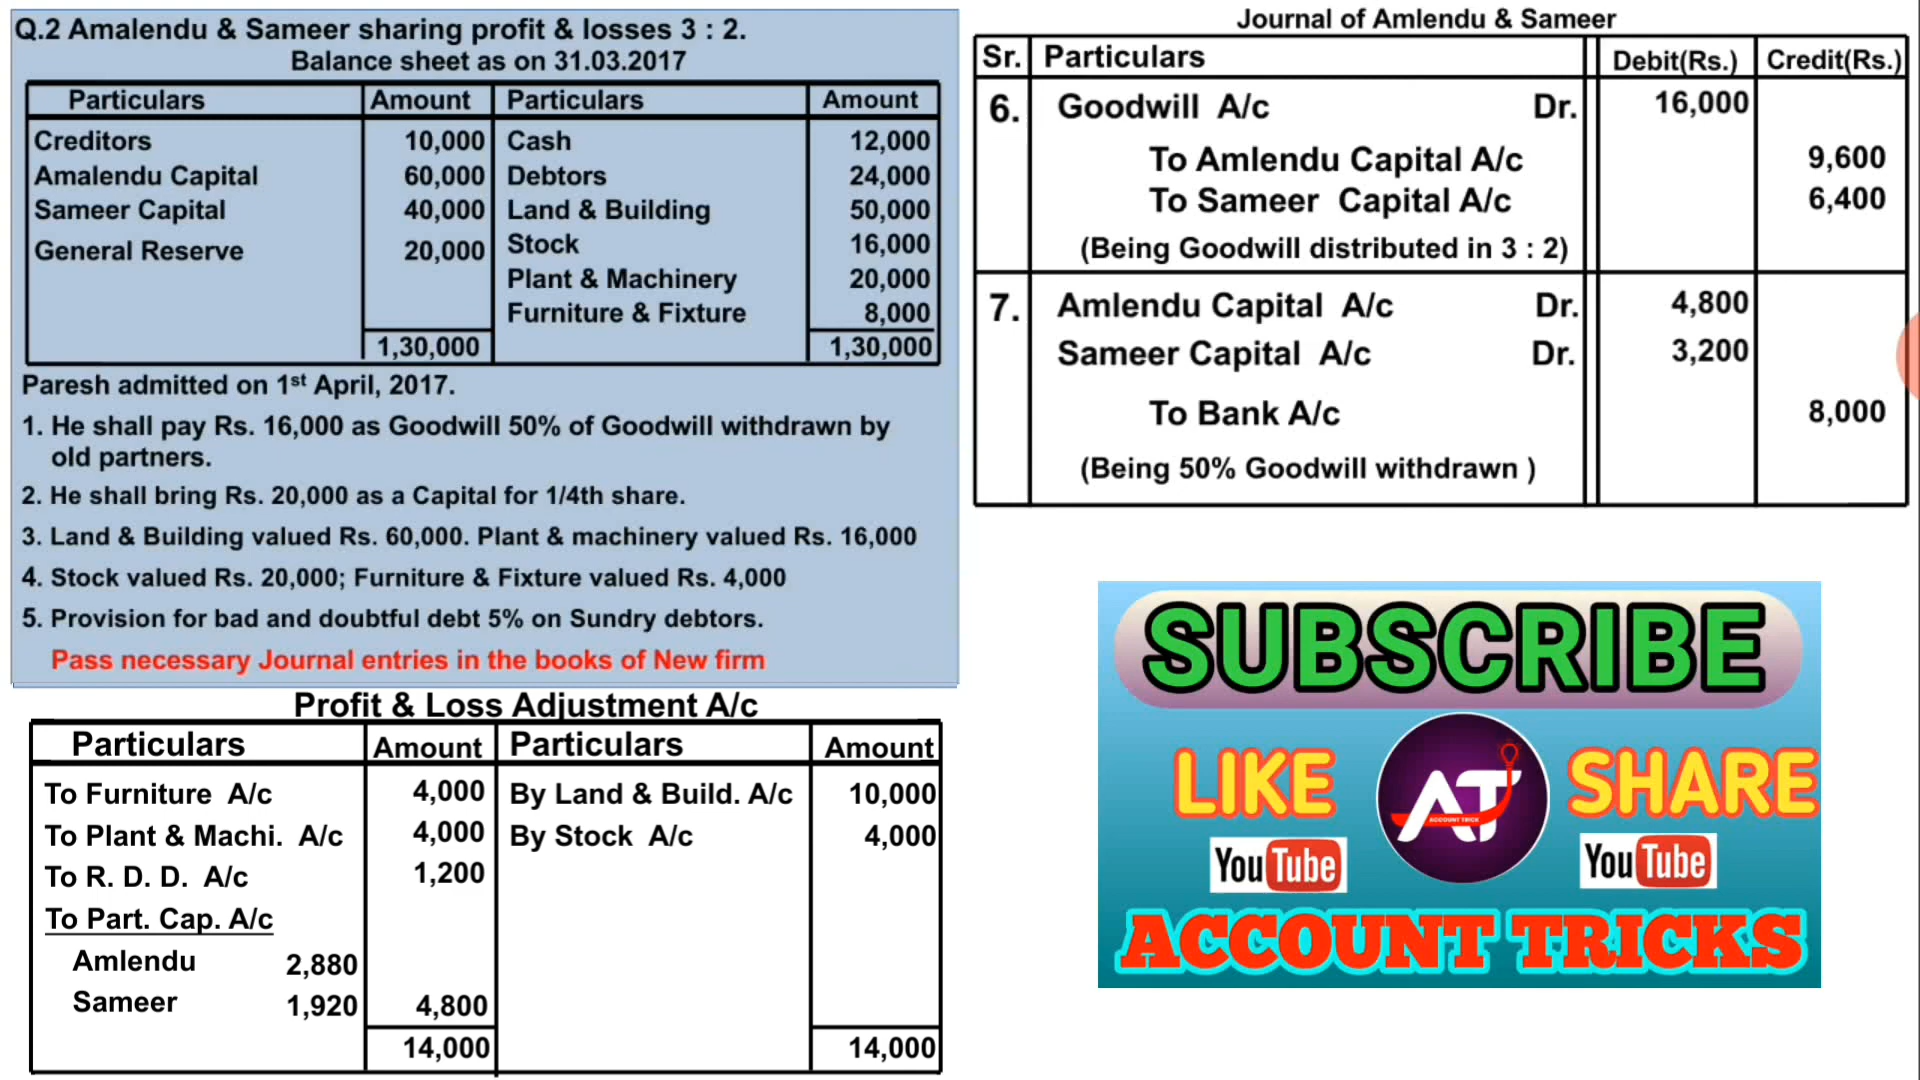 Q.2 Amalendu & Sameer sharing profit & losses 3 : 2.
Balance sheet as on 31.03.2017
Particulars Amount Particulars Amount
Creditors 10,000 Cash 12,000
Amalendu Capital 60,000 Debtors 24,000
Sameer Capital 40,000 Land & Building 50,000
General Reserve 20,000 Stock 16,000
Plant & Machinery 20,000
Furniture & Fixture 8,000
1,30,000 1,30,000
Paresh admitted on 1st April, 2017.
1. He shall pay Rs. 16,000 as Goodwill 50% of Goodwill withdrawn by
old partners.
2. He shall bring Rs. 20,000 as a Capital for 1/4th share.
3. Land & Building valued Rs. 60,000. Plant & machinery valued Rs. 16,000
4. Stock valued Rs. 20,000; Furniture & Fixture valued Rs. 4,000
5. Provision for bad and doubtful debt 5% on Sundry debtors.
Pass necessary Journal entries in the books of New firm
Profit & Loss Adjustment A/c
Particulars Amount Particulars Amount
To Furniture A/c 4,000 By Land & Build. A/c 10,000
To Plant & Machi. A/c 4,000 By Stock A/c 4,000
To R. D. D. A/c 1,200
To Part. Cap. A/c
Amlendu 2,880
Sameer 1,920 4,800
14,000 14,000
Journal of Amlendu & Sameer
Sr. Particulars Debit(Rs.) Credit(Rs.)
6. Goodwill A/c Dr. 16,000
To Amlendu Capital A/c 9,600
To Sameer Capital A/c 6,400
(Being Goodwill distributed in 3 : 2)
7. Amlendu Capital A/c Dr. 4,800
Sameer Capital A/c Dr. 3,200
To Bank A/c 8,000
(Being 50% Goodwill withdrawn )
SUBSCRIBE
LIKE AT SHARE
ACCOUNT TRICK
YouTube YouTube
ACCOUNT TRICKS